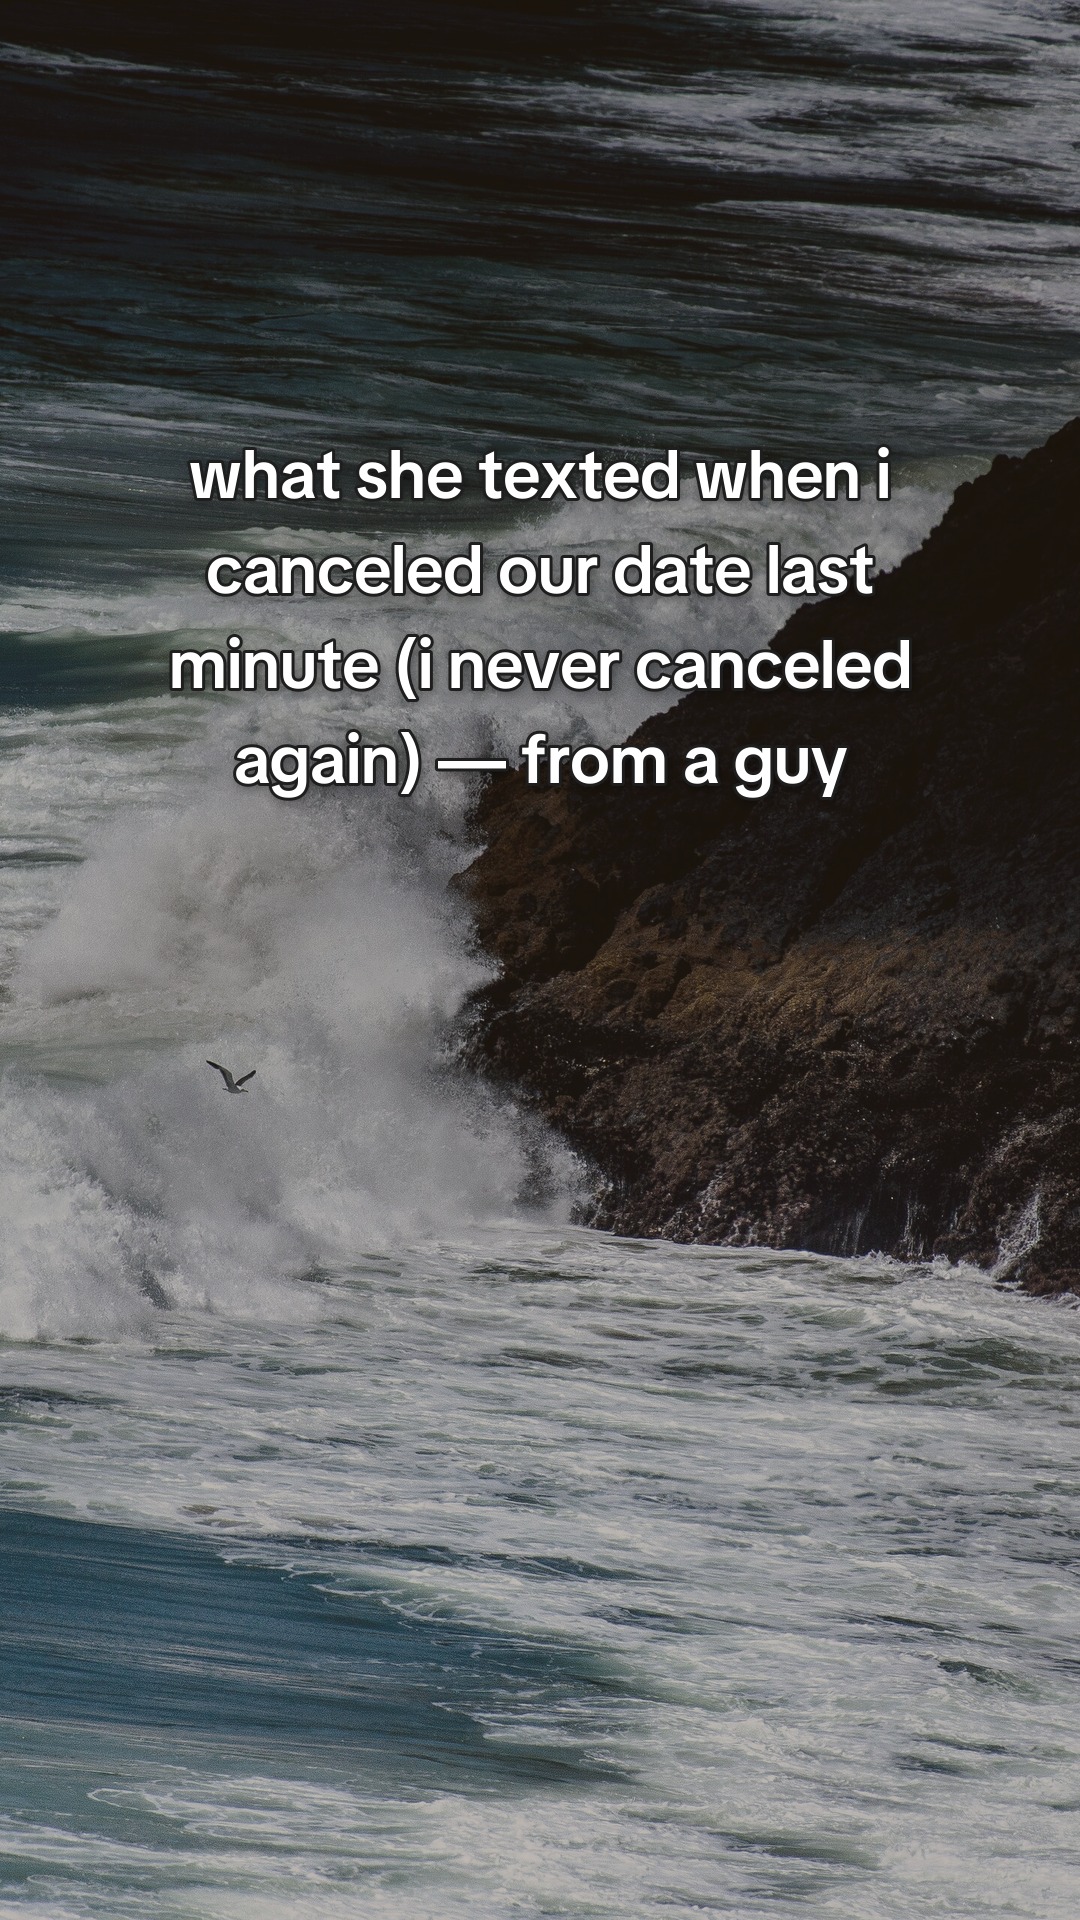 what she texted when i
canceled our date last
minute (i never canceled
again) — from a guy